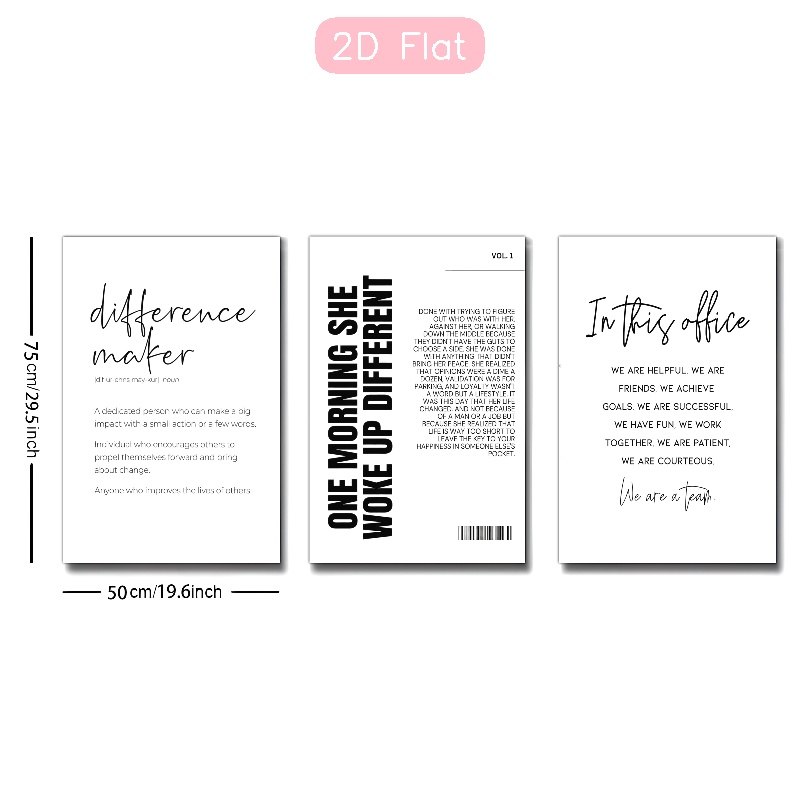 2D Flat
75cm/29.5inch
difference
maker
[dif·ur·ehns may·kur] noun
A dedicated person who can make a big
impact with a small action or a few words.
Individual who encourages others to
propel themselves forward and bring
about change.
Anyone who improves the lives of others.
50cm/19.6inch
ONE MORNING SHE
WOKE UP DIFFERENT
VOL. 1
DONE WITH TRYING TO FIGURE
OUT WHO WAS WITH HER,
AGAINST HER, OR WALKING
DOWN THE MIDDLE BECAUSE
THEY DIDN'T HAVE THE GUTS TO
CHOOSE A SIDE. SHE WAS DONE
WITH ANYTHING THAT DIDN'T
BRING HER PEACE. SHE REALIZED
THAT OPINIONS WERE A DIME A
DOZEN, VALIDATION WAS FOR
PARKING, AND LOYALTY WASN'T
A WORD BUT A LIFESTYLE. IT
WAS THIS DAY THAT HER LIFE
CHANGED. AND NOT BECAUSE
OF A MAN OR A JOB BUT
BECAUSE SHE REALIZED THAT
LIFE IS WAY TOO SHORT TO
LEAVE THE KEY TO YOUR
HAPPINESS IN SOMEONE ELSE'S
POCKET.
In this office
WE ARE HELPFUL. WE ARE
FRIENDS. WE ACHIEVE
GOALS. WE ARE SUCCESSFUL.
WE HAVE FUN. WE WORK
TOGETHER. WE ARE PATIENT.
WE ARE COURTEOUS.
We are a team.